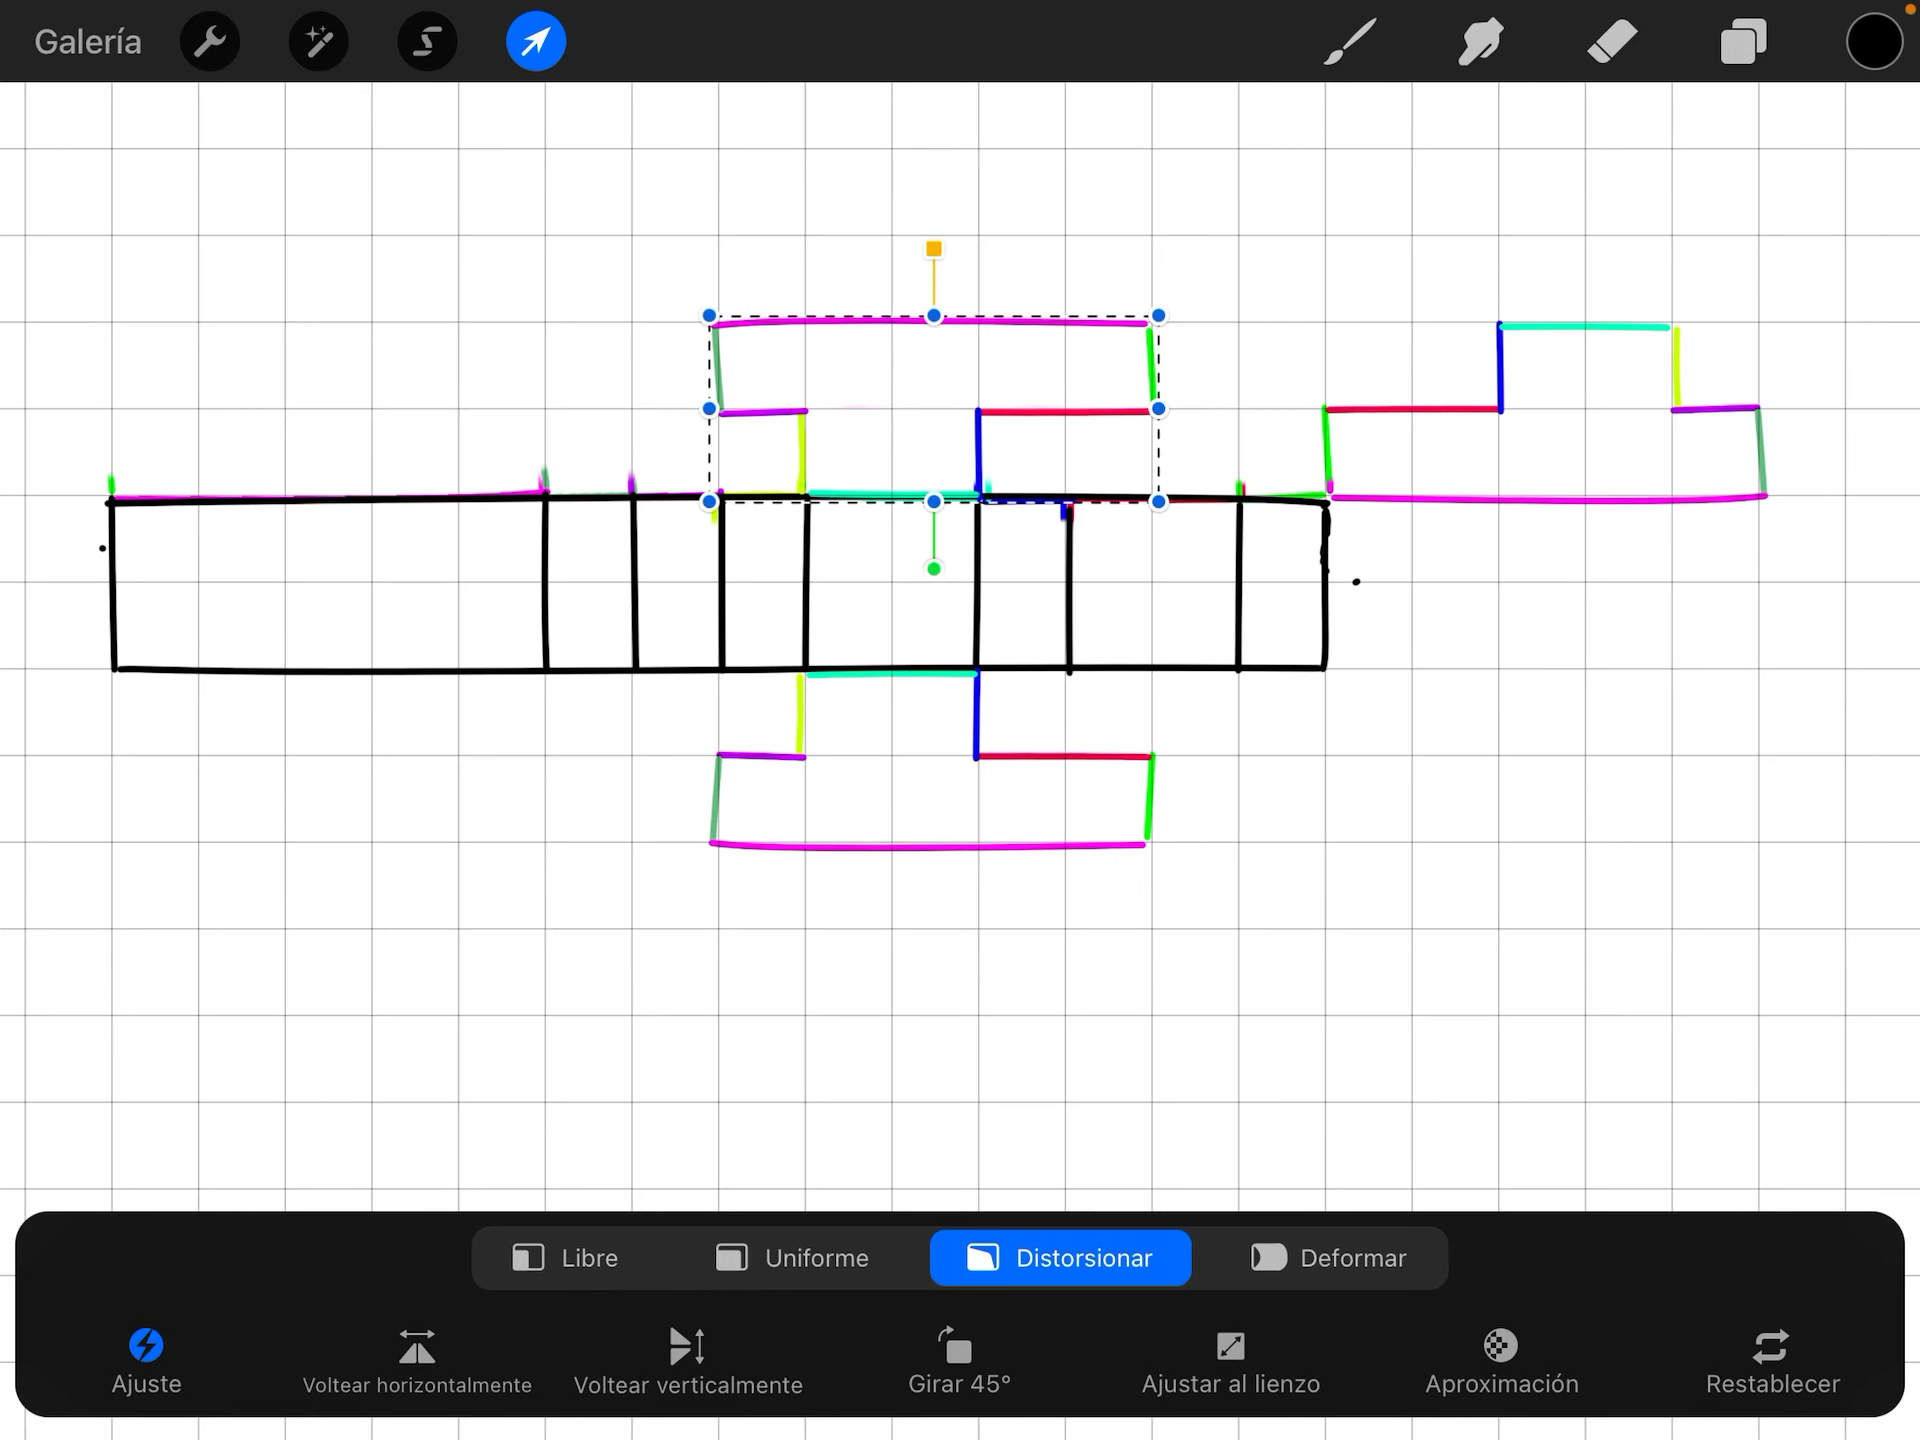 Galería
Libre Uniforme Distorsionar Deformar
Ajuste Voltear horizontalmente Voltear verticalmente Girar 45° Ajustar al lienzo Aproximación Restablecer